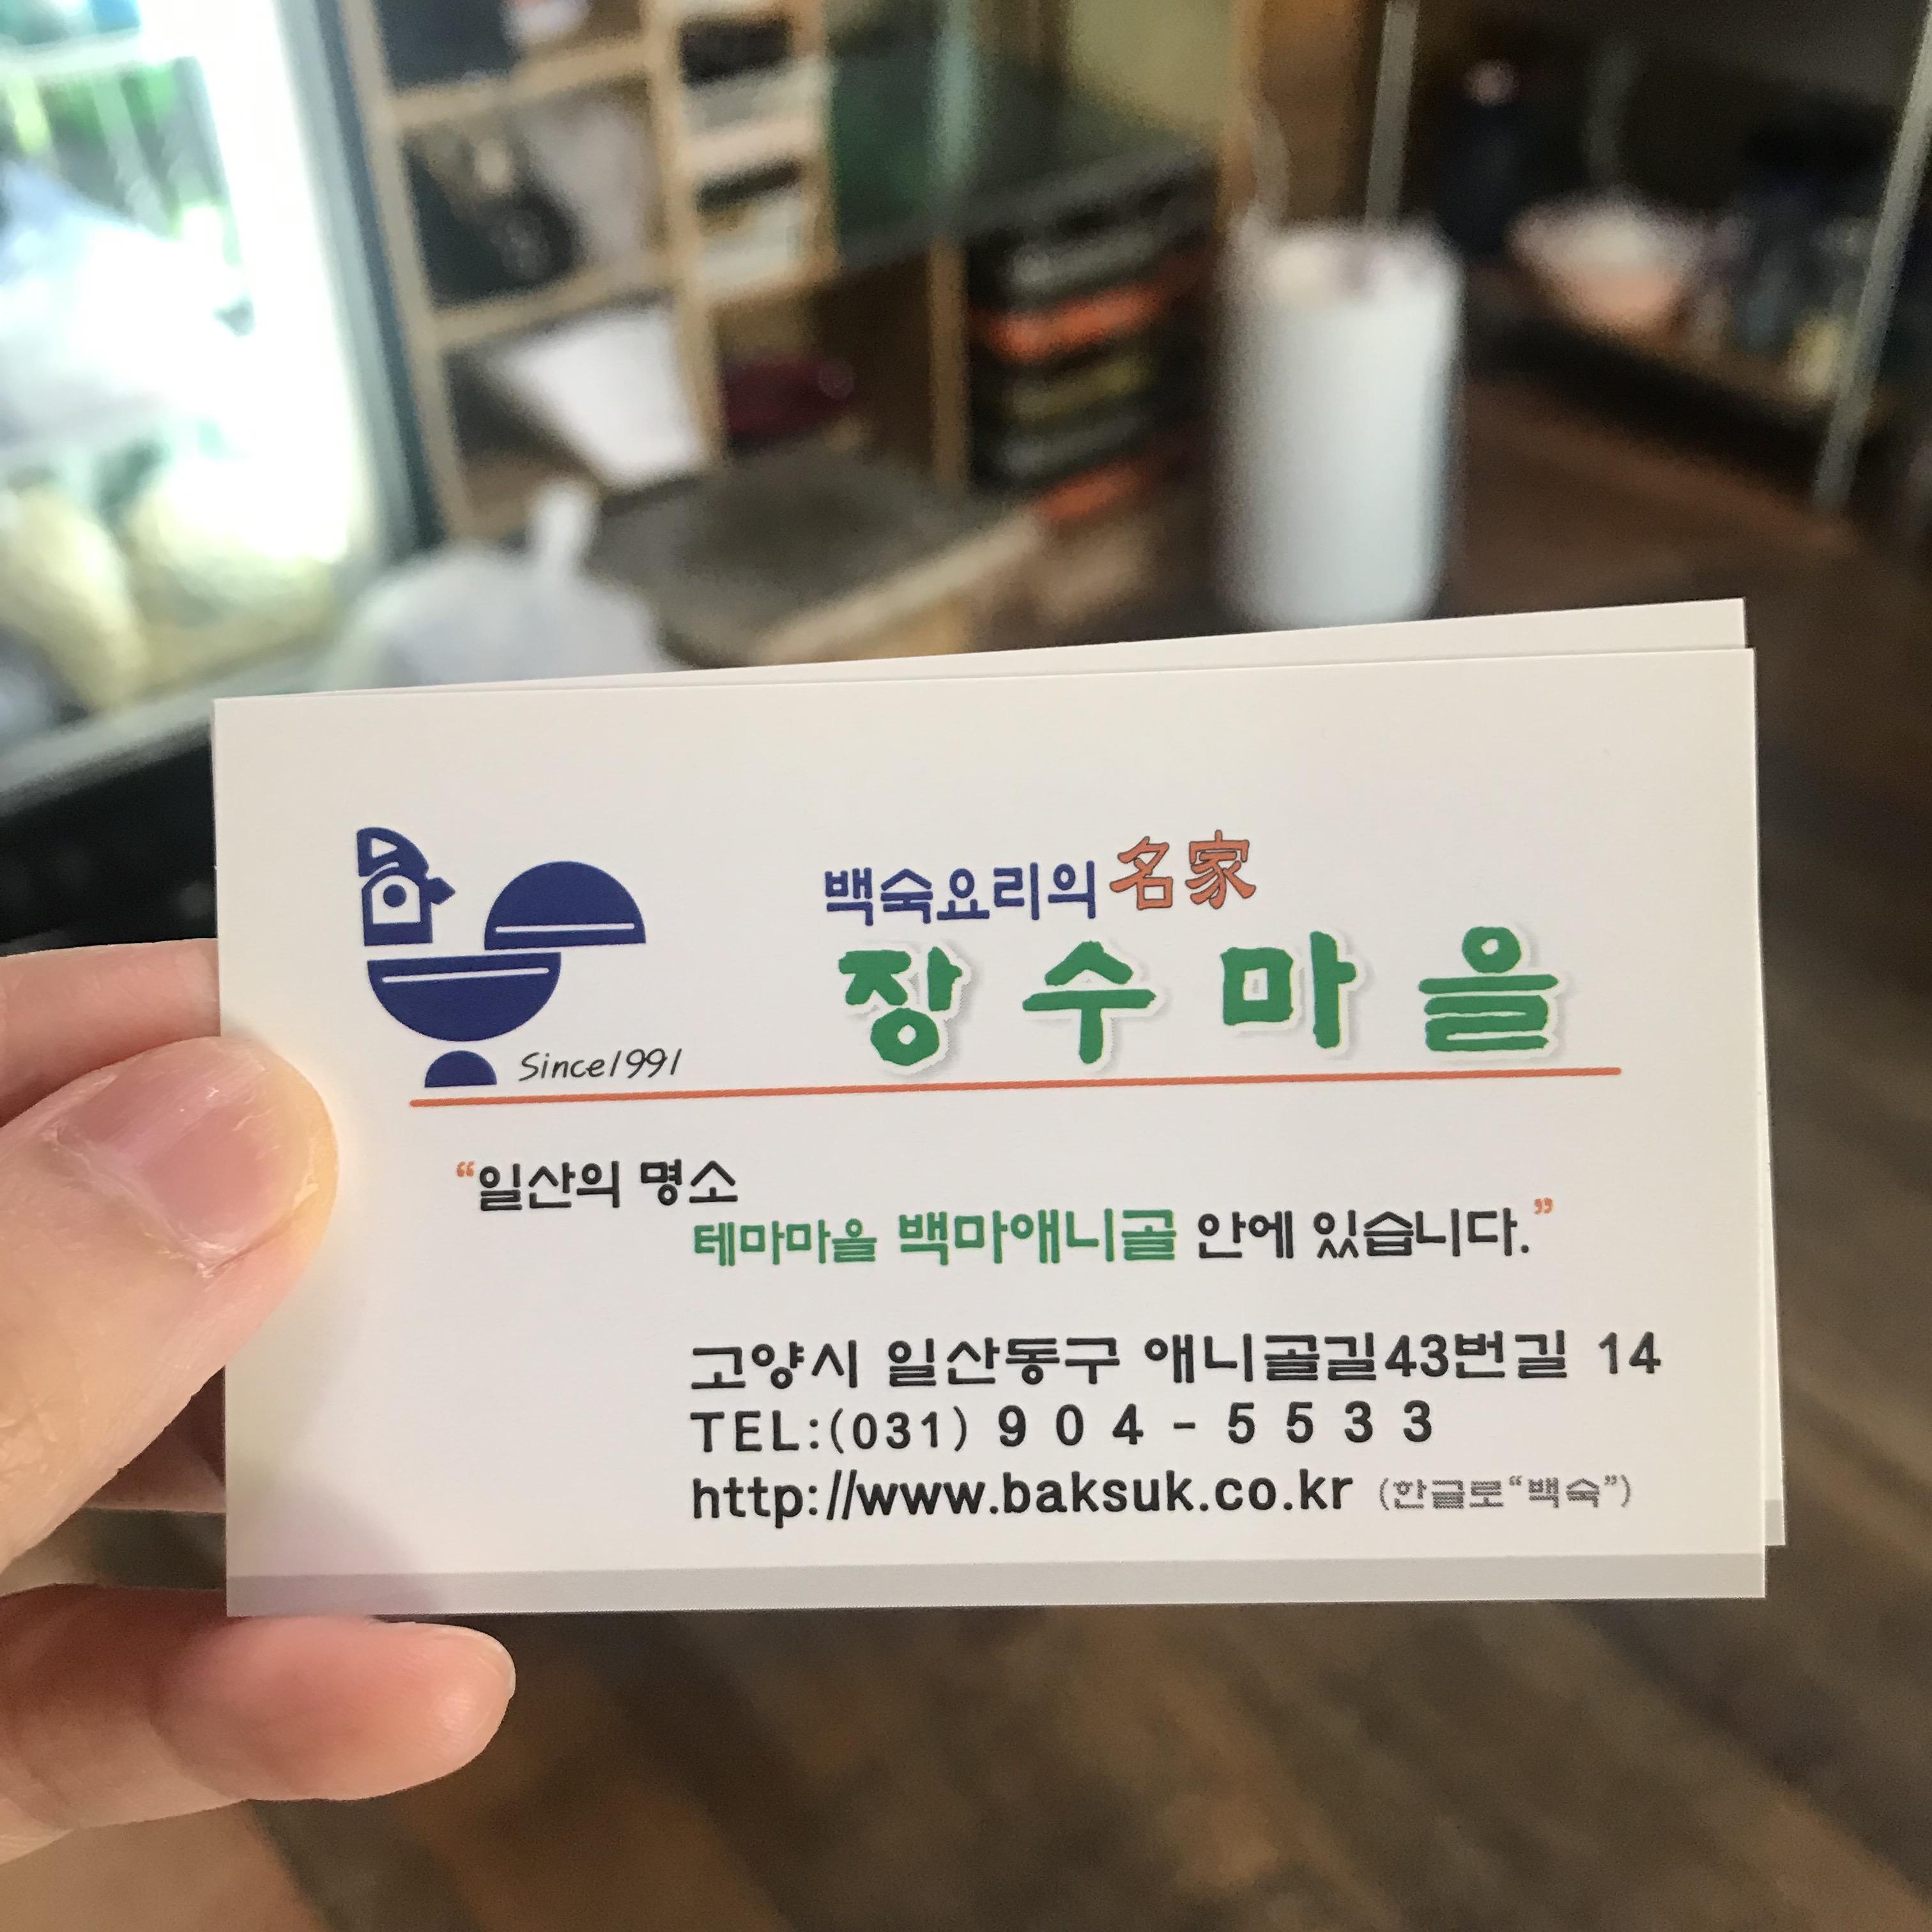 백숙요리의 名家
장수마을
Since1991
“일산의 명소
테마마을 백마애니골 안에 있습니다.”
고양시 일산동구 애니골길43번길 14
TEL:(031) 904-5533
http://www.baksuk.co.kr (한글로“백숙”)